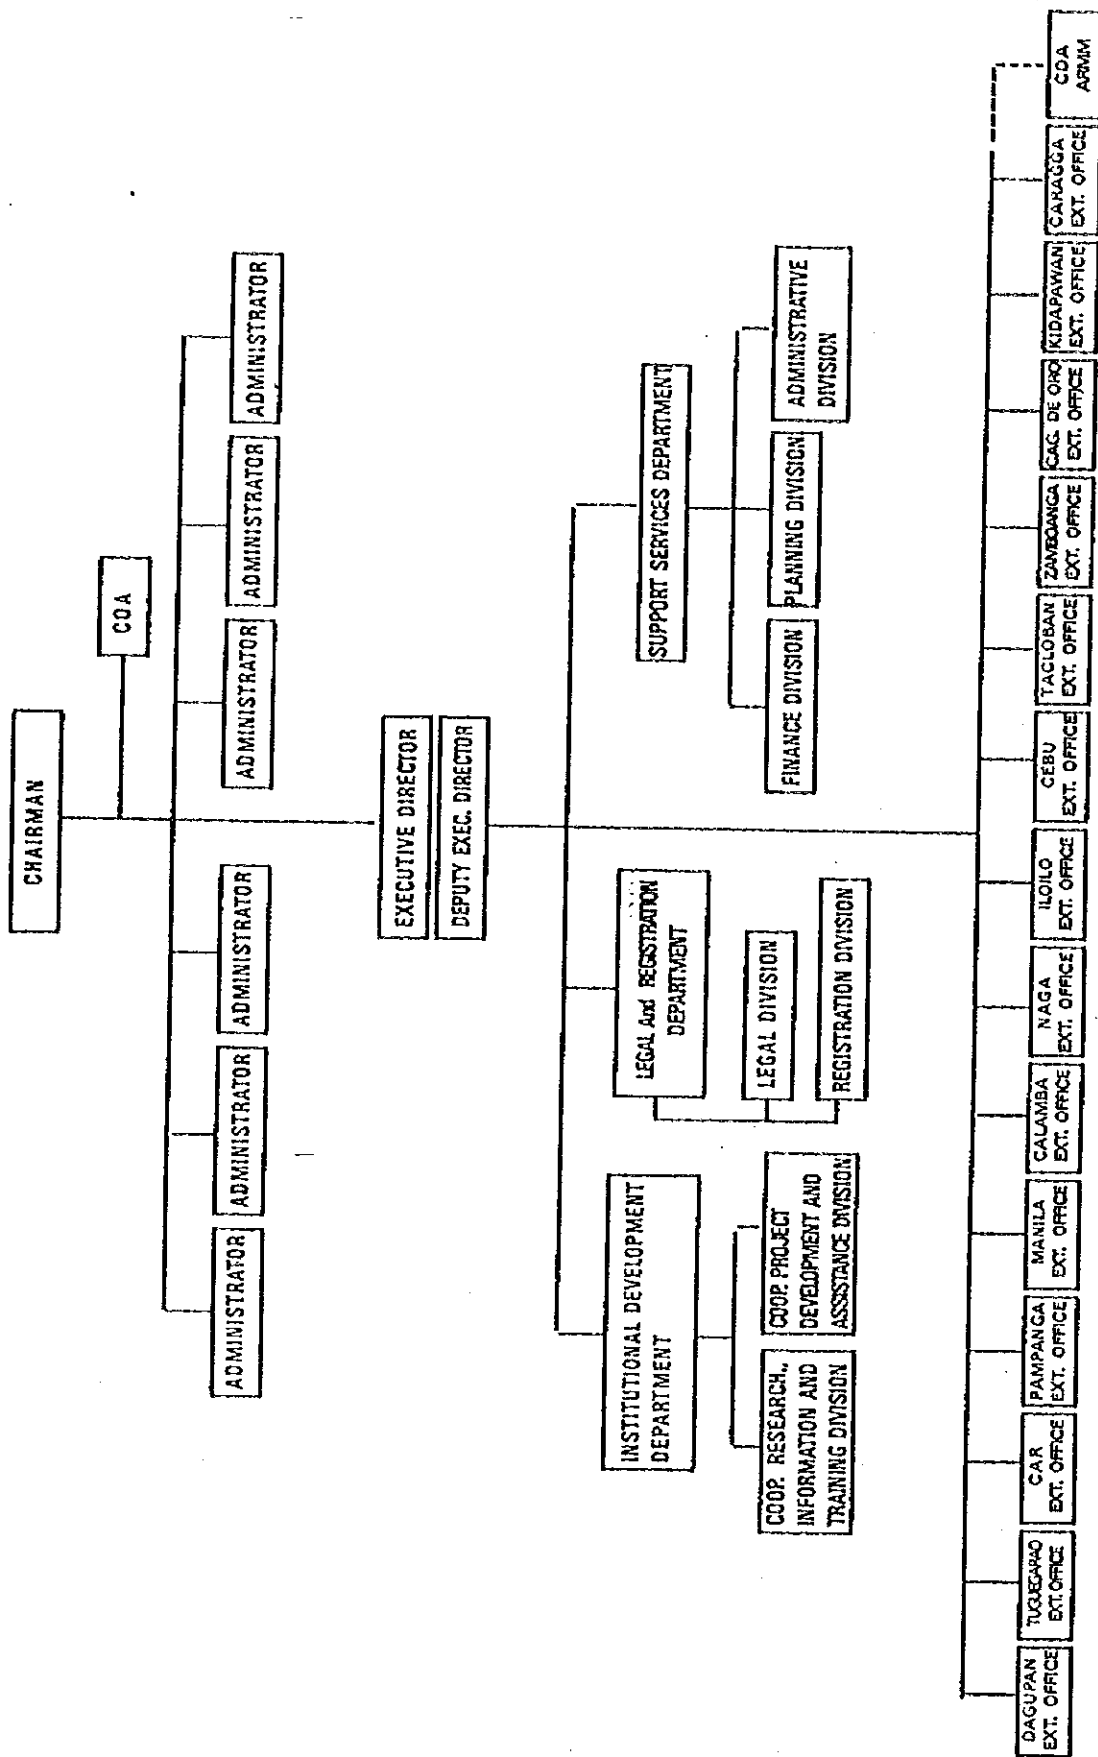 CHAIRMAN
COA
ADMINISTRATOR
ADMINISTRATOR
ADMINISTRATOR
ADMINISTRATOR
ADMINISTRATOR
ADMINISTRATOR
EXECUTIVE DIRECTOR
DEPUTY EXEC. DIRECTOR
INSTITUTIONAL DEVELOPMENT
DEPARTMENT
LEGAL And REGISTRATION
DEPARTMENT
SUPPORT SERVICES DEPARTMENT
COOP. RESEARCH.,
INFORMATION AND
TRAINING DIVISION
COOP. PROJECT
DEVELOPMENT AND
ASSISTANCE DIVISION
LEGAL DIVISION
REGISTRATION DIVISION
FINANCE DIVISION
PLANNING DIVISION
ADMINISTRATIVE
DIVISION
DAGUPAN
EXT. OFFICE
TUGUEGARAO
EXT. OFFICE
CAR
EXT. OFFICE
PAMPANGA
EXT. OFFICE
MANILA
EXT. OFFICE
CALAMBA
EXT. OFFICE
NAGA
EXT. OFFICE
ILOILO
EXT. OFFICE
CEBU
EXT. OFFICE
TACLOBAN
EXT. OFFICE
ZAMBOANGA
EXT. OFFICE
CAG. DE ORO
EXT. OFFICE
KIDAPAWAN
EXT. OFFICE
CARAGGA
EXT. OFFICE
CDA
ARMM